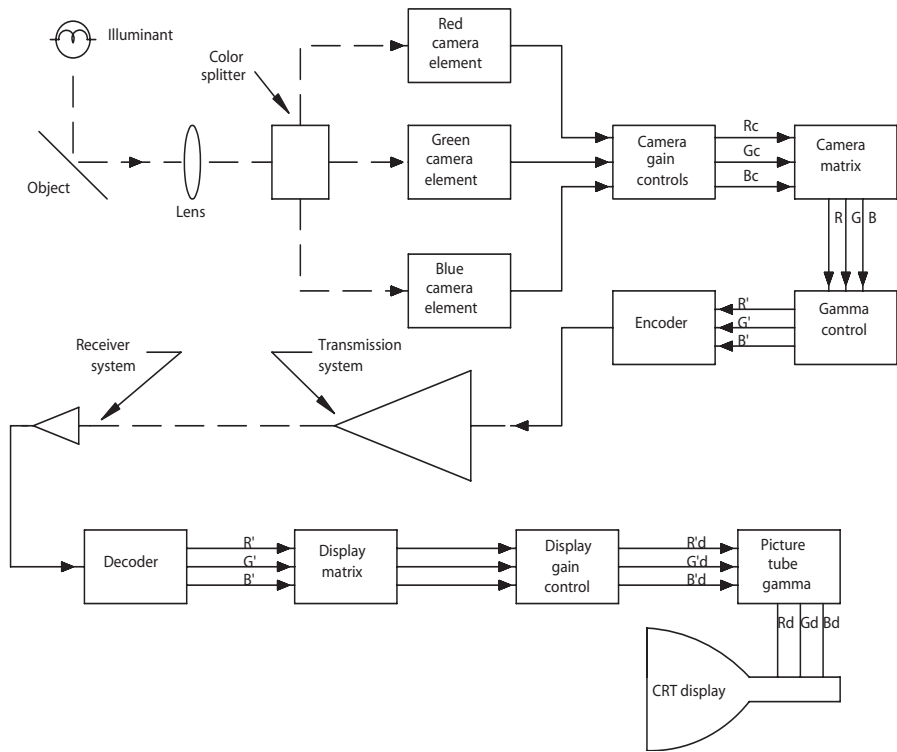 Illuminant
Object
Lens
Color
splitter
Red
camera
element
Green
camera
element
Blue
camera
element
Camera
gain
controls
Rc
Gc
Bc
Camera
matrix
R G B
Gamma
control
R'
G'
B'
Encoder
Transmission
system
Receiver
system
Decoder
R'
G'
B'
Display
matrix
Display
gain
control
R'd
G'd
B'd
Picture
tube
gamma
Rd Gd Bd
CRT display